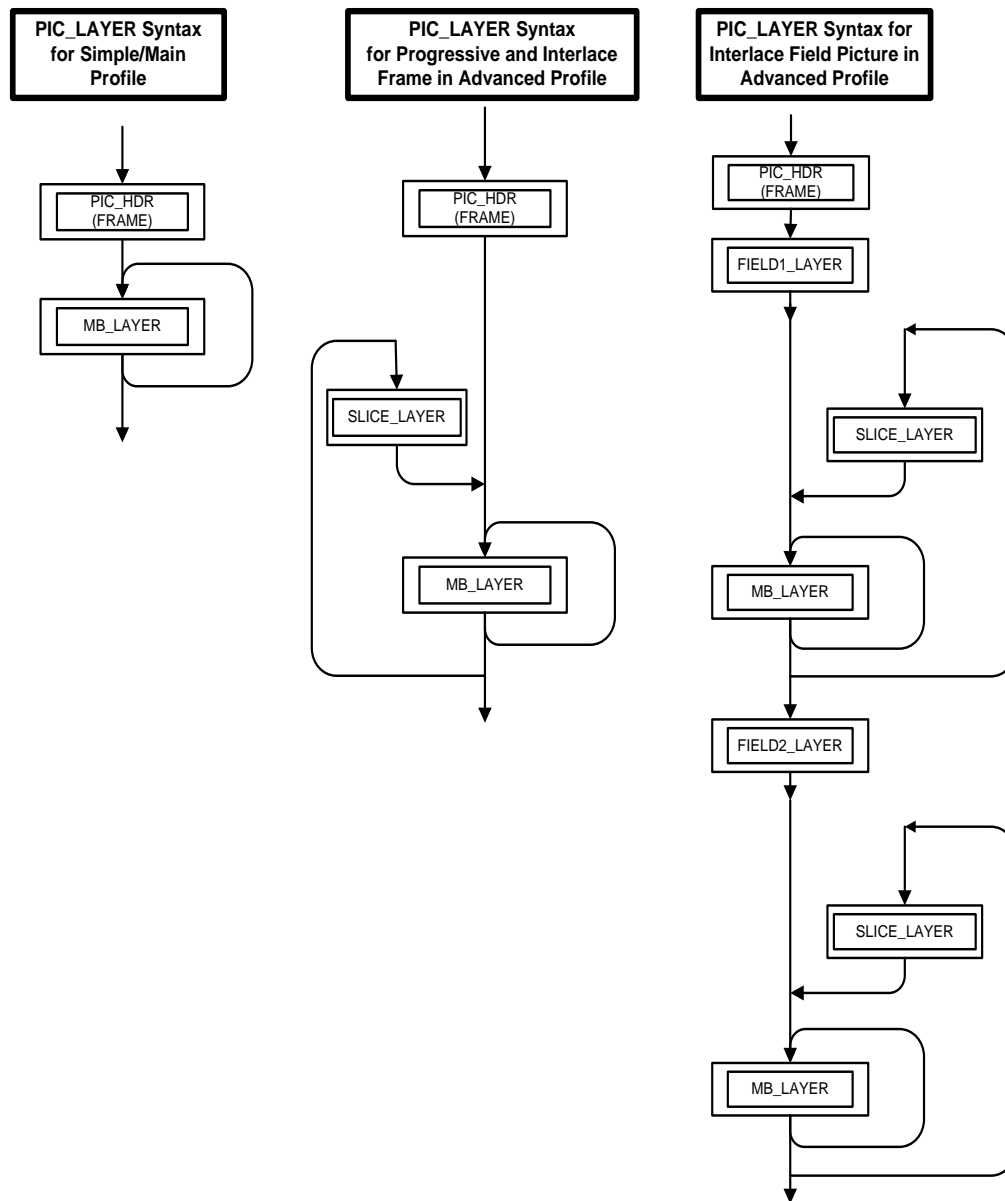 PIC_LAYER Syntax
for Simple/Main
Profile
PIC_HDR
(FRAME)
MB_LAYER
PIC_LAYER Syntax
for Progressive and Interlace
Frame in Advanced Profile
PIC_HDR
(FRAME)
SLICE_LAYER
MB_LAYER
PIC_LAYER Syntax for
Interlace Field Picture in
Advanced Profile
PIC_HDR
(FRAME)
FIELD1_LAYER
SLICE_LAYER
MB_LAYER
FIELD2_LAYER
SLICE_LAYER
MB_LAYER